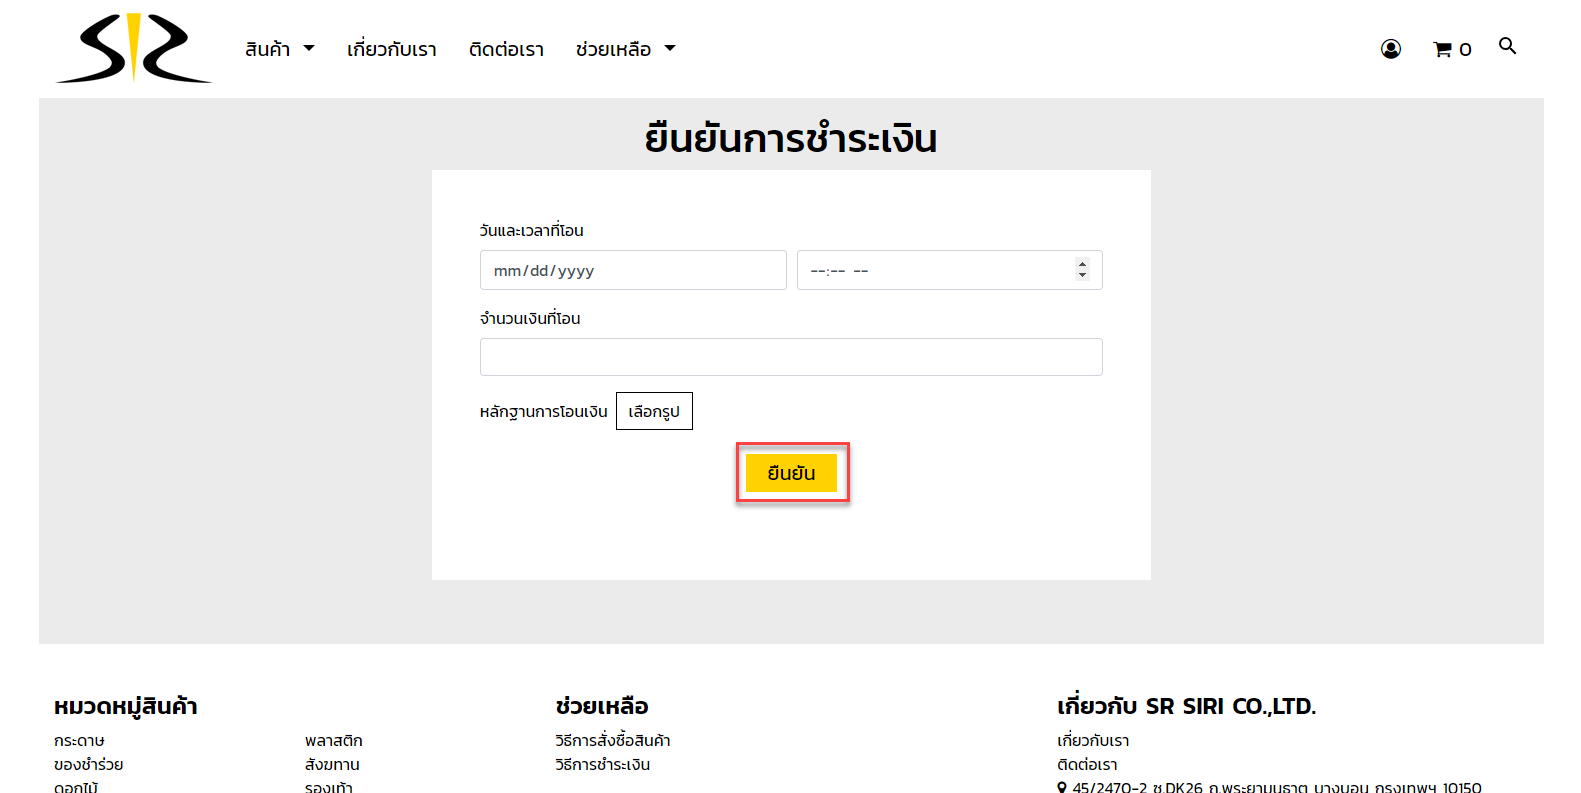 สินค้า เกี่ยวกับเรา ติดต่อเรา ช่วยเหลือ 0
ยืนยันการชำระเงิน
วันและเวลาที่โอน
mm/dd/yyyy --:-- --
จำนวนเงินที่โอน
หลักฐานการโอนเงิน เลือกรูป
ยืนยัน
หมวดหมู่สินค้า ช่วยเหลือ เกี่ยวกับ SR SIRI CO.,LTD.
กระดาษ พลาสติก วิธีการสั่งซื้อสินค้า เกี่ยวกับเรา
ของชำร่วย สังฆทาน วิธีการชำระเงิน ติดต่อเรา
ดอกไม้ รองเท้า 45/2470-2 ซ.DK26 ถ.พระยามนธาตุ บางบอน กรุงเทพฯ 10150